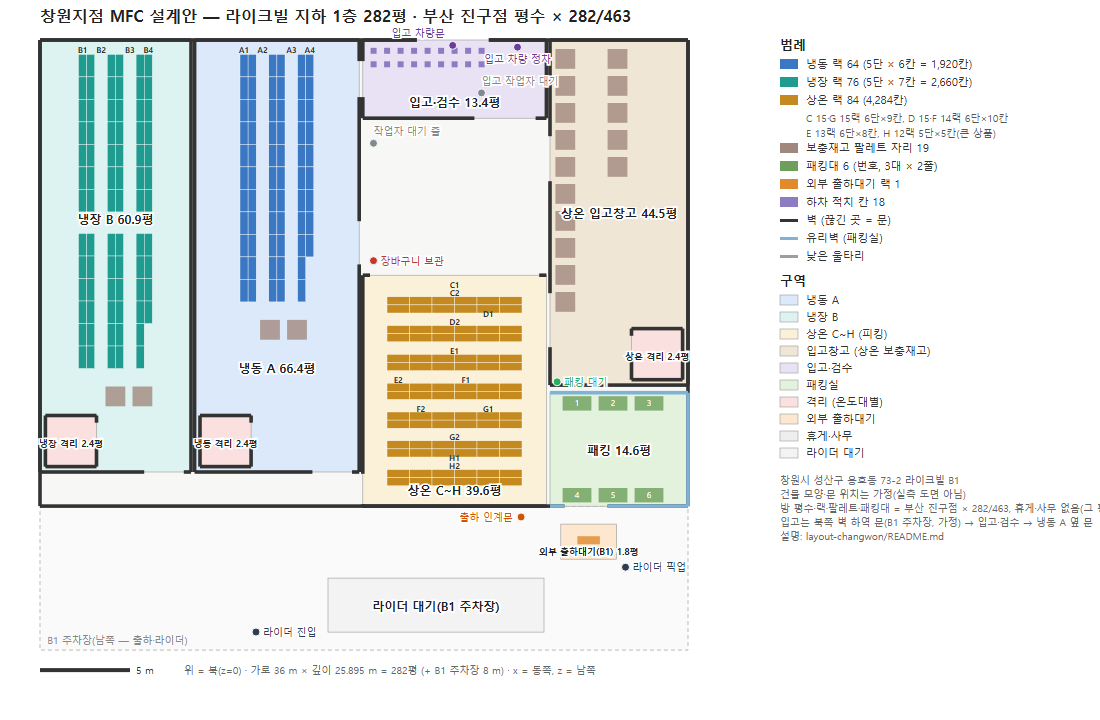 창원지점 MFC 설계안 — 라이크빌 지하 1층 282평 · 부산 진구점 평수 × 282/463
입고 차량문
B1 B2 B3 B4
A1 A2 A3 A4
입고 차량 정차
입고 작업자 대기
입고·검수 13.4평
작업자 대기 줄
냉장 B 60.9평
상온 입고창고 44.5평
장바구니 보관
C1
C2
D1
D2
E1
E2 F1
F2 G1
G2
H1
H2
상온 C~H 39.6평
냉동 A 66.4평
상온 격리 2.4평
패킹 대기
1 2 3
패킹 14.6평
4 5 6
냉장 격리 2.4평
냉동 격리 2.4평
출하 인계문
외부 출하대기(B1) 1.8평
라이더 픽업
라이더 대기(B1 주차장)
라이더 진입
B1 주차장(남쪽 — 출하·라이더)
5 m
위 = 북(z=0) · 가로 36 m × 깊이 25.895 m = 282평 (+ B1 주차장 8 m) · x = 동쪽, z = 남쪽
범례
냉동 랙 64 (5단 × 6칸 = 1,920칸)
냉장 랙 76 (5단 × 7칸 = 2,660칸)
상온 랙 84 (4,284칸)
C 15·G 15랙 6단×9칸, D 15·F 14랙 6단×10칸
E 13랙 6단×8칸, H 12랙 5단×5칸(큰 상품)
보충재고 팔레트 자리 19
패킹대 6 (번호, 3대 × 2줄)
외부 출하대기 랙 1
하차 적치 칸 18
벽 (끊긴 곳 = 문)
유리벽 (패킹실)
낮은 울타리
구역
냉동 A
냉장 B
상온 C~H (피킹)
입고창고 (상온 보충재고)
입고·검수
패킹실
격리 (온도대별)
외부 출하대기
휴게·사무
라이더 대기
창원시 성산구 용호동 73-2 라이크빌 B1
건물 모양·문 위치는 가정(실측 도면 아님)
방 평수·랙·팔레트·패킹대 = 부산 진구점 × 282/463, 휴게·사무 없음(그
입고는 북쪽 벽 하역 문(B1 주차장, 가정) → 입고·검수 → 냉동 A 옆 문
설명: layout-changwon/README.md